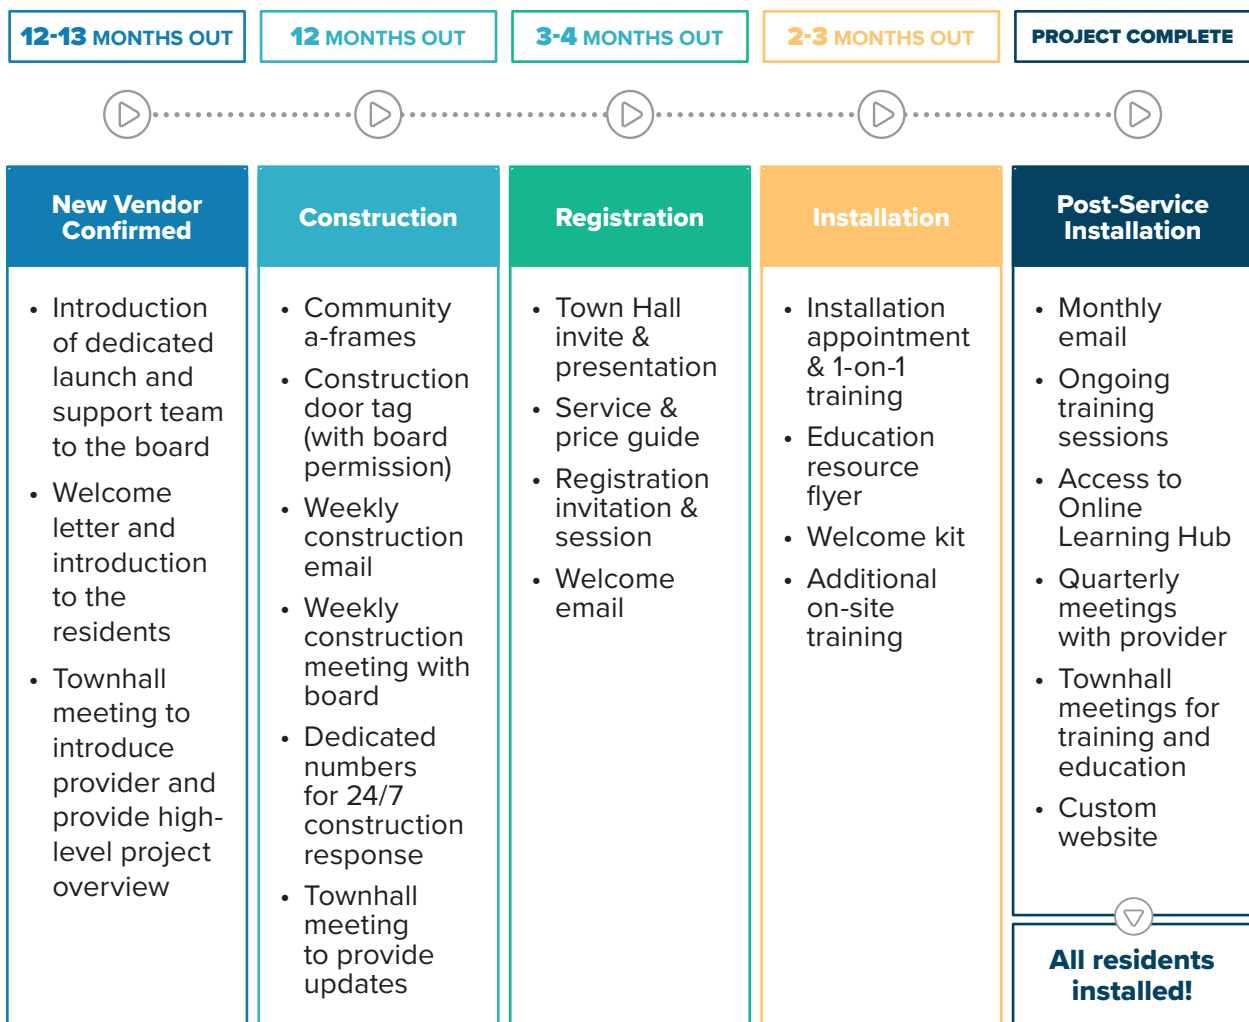 12-13 MONTHS OUT
12 MONTHS OUT
3-4 MONTHS OUT
2-3 MONTHS OUT
PROJECT COMPLETE
New Vendor
Confirmed
• Introduction
of dedicated
launch and
support team
to the board
• Welcome
letter and
introduction
to the
residents
• Townhall
meeting to
introduce
provider and
provide high-
level project
overview
Construction
• Community
a-frames
• Construction
door tag
(with board
permission)
• Weekly
construction
email
• Weekly
construction
meeting with
board
• Dedicated
numbers
for 24/7
construction
response
• Townhall
meeting
to provide
updates
Registration
• Town Hall
invite &
presentation
• Service &
price guide
• Registration
invitation &
session
• Welcome
email
Installation
• Installation
appointment
& 1-on-1
training
• Education
resource
flyer
• Welcome kit
• Additional
on-site
training
Post-Service
Installation
• Monthly
email
• Ongoing
training
sessions
• Access to
Online
Learning Hub
• Quarterly
meetings
with provider
• Townhall
meetings for
training and
education
• Custom
website
All residents
installed!